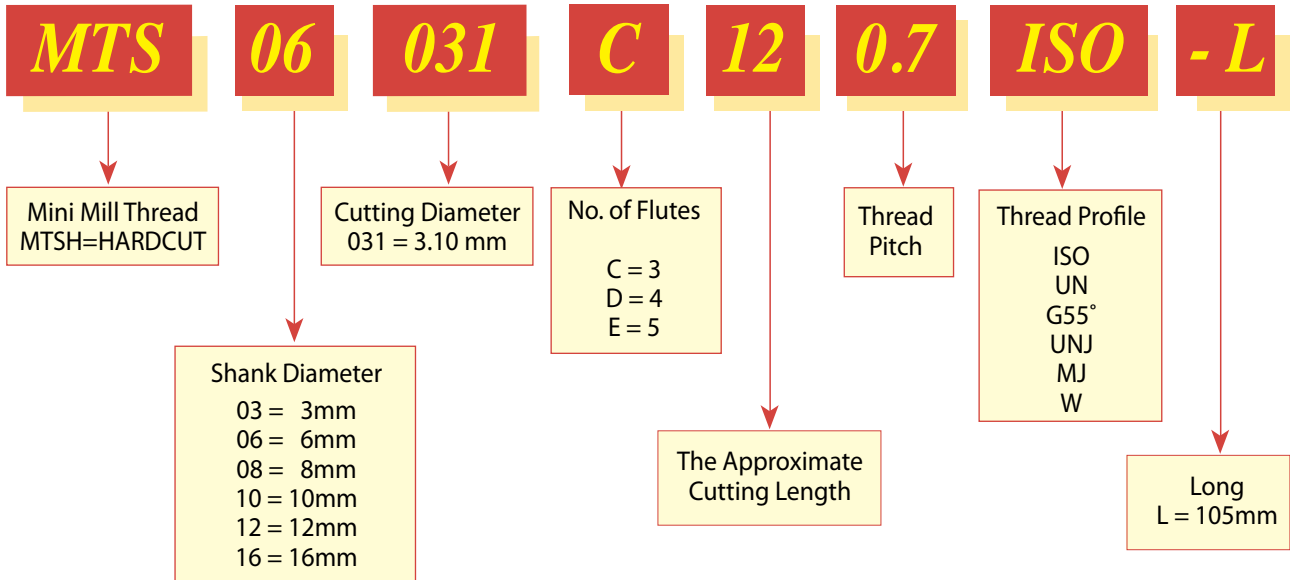 MTS 06 031 C 12 0.7 ISO - L
Mini Mill Thread
MTSH=HARDCUT
Shank Diameter
03 = 3mm
06 = 6mm
08 = 8mm
10 = 10mm
12 = 12mm
16 = 16mm
Cutting Diameter
031 = 3.10 mm
No. of Flutes
C = 3
D = 4
E = 5
The Approximate
Cutting Length
Thread
Pitch
Thread Profile
ISO
UN
G55°
UNJ
MJ
W
Long
L = 105mm